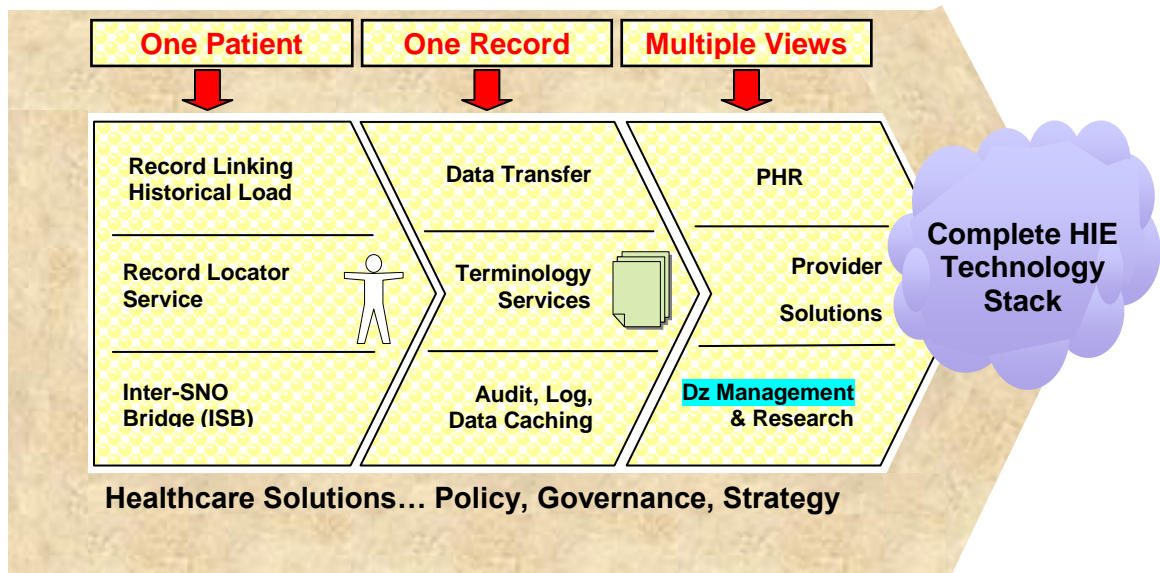 One Patient
One Record
Multiple Views
Record Linking
Historical Load
Data Transfer
PHR
Record Locator
Service
Terminology
Services
Provider
Solutions
Inter-SNO
Bridge (ISB)
Audit, Log,
Data Caching
Dz Management
& Research
Complete HIE
Technology
Stack
Healthcare Solutions… Policy, Governance, Strategy